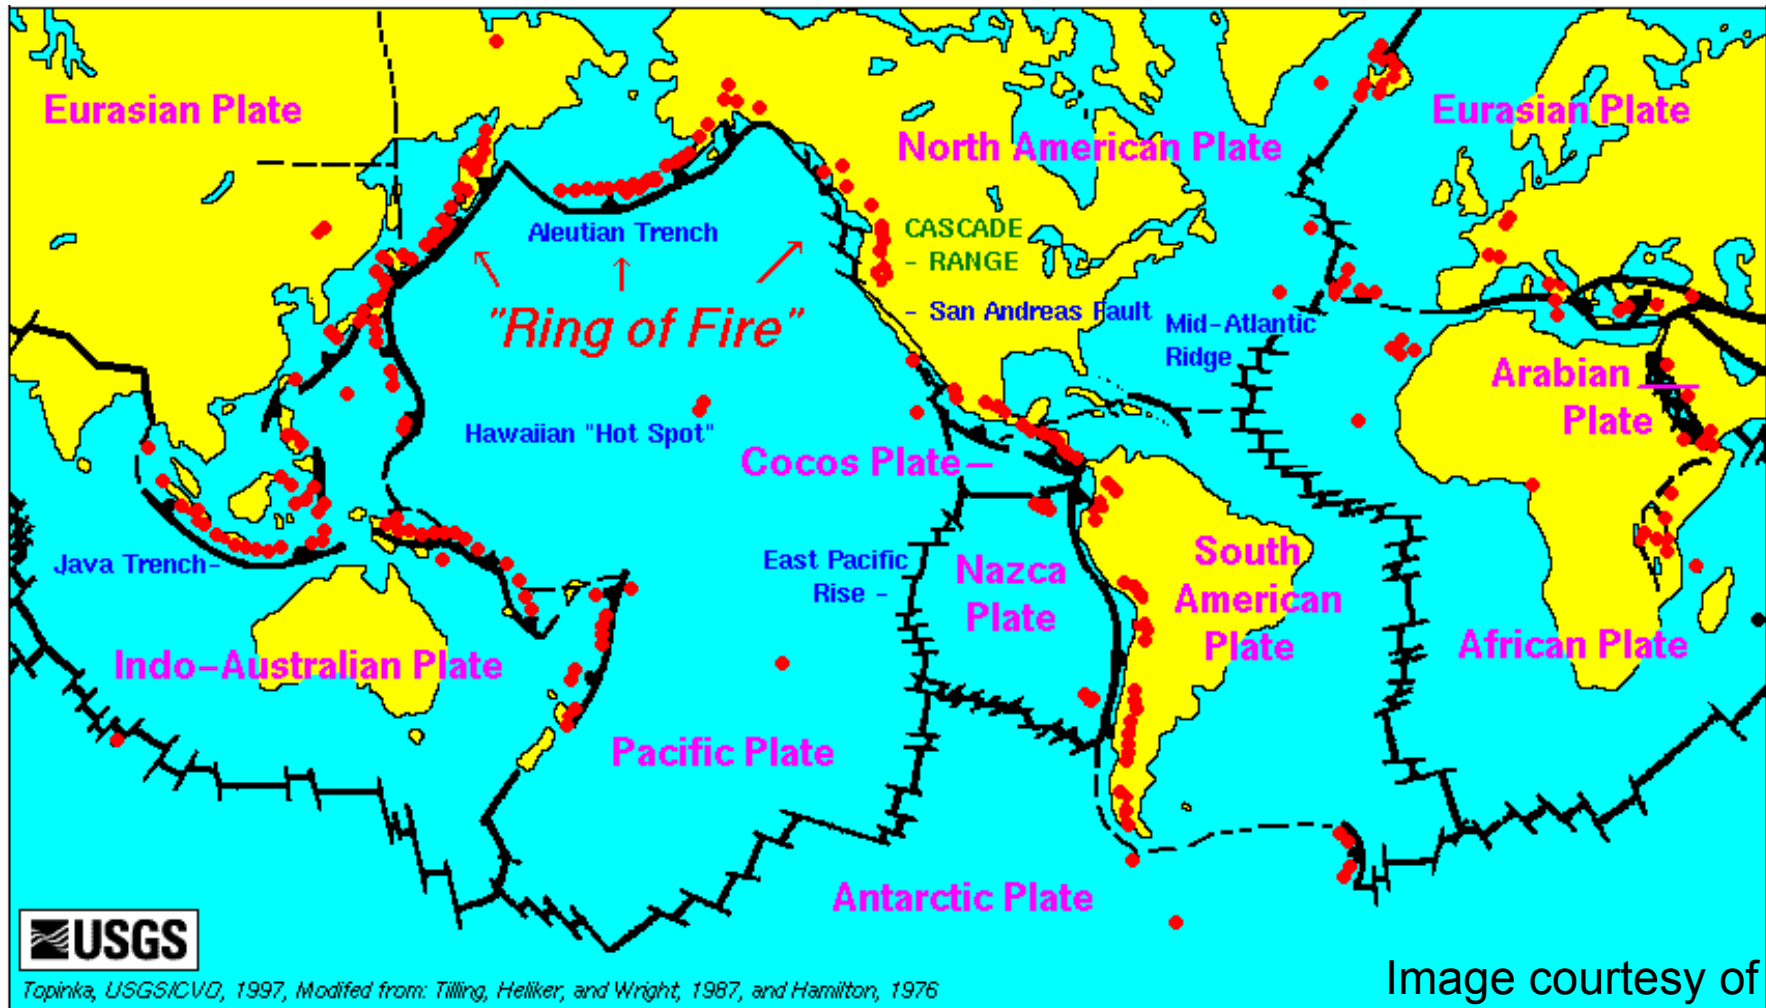 Eurasian Plate
Eurasian Plate
North American Plate
Aleutian Trench
CASCADE
- RANGE
"Ring of Fire"
- San Andreas Fault
Mid-Atlantic
Ridge
Arabian
Plate
Hawaiian "Hot Spot"
Cocos Plate
Java Trench-
East Pacific
Rise -
Nazca
Plate
South
American
Plate
Indo-Australian Plate
African Plate
Pacific Plate
Antarctic Plate
USGS
Image courtesy of
Topinka, USGS/CVO, 1997, Modifed from: Tilling, Heliker, and Wright, 1987, and Hamilton, 1976